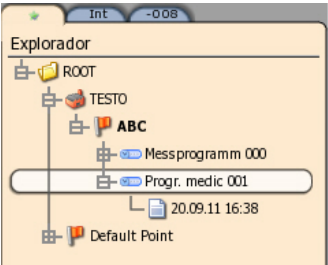 Int -008
Explorador
ROOT
TESTO
ABC
Messprogramm 000
Progr. medic 001
20.09.11 16:38
Default Point